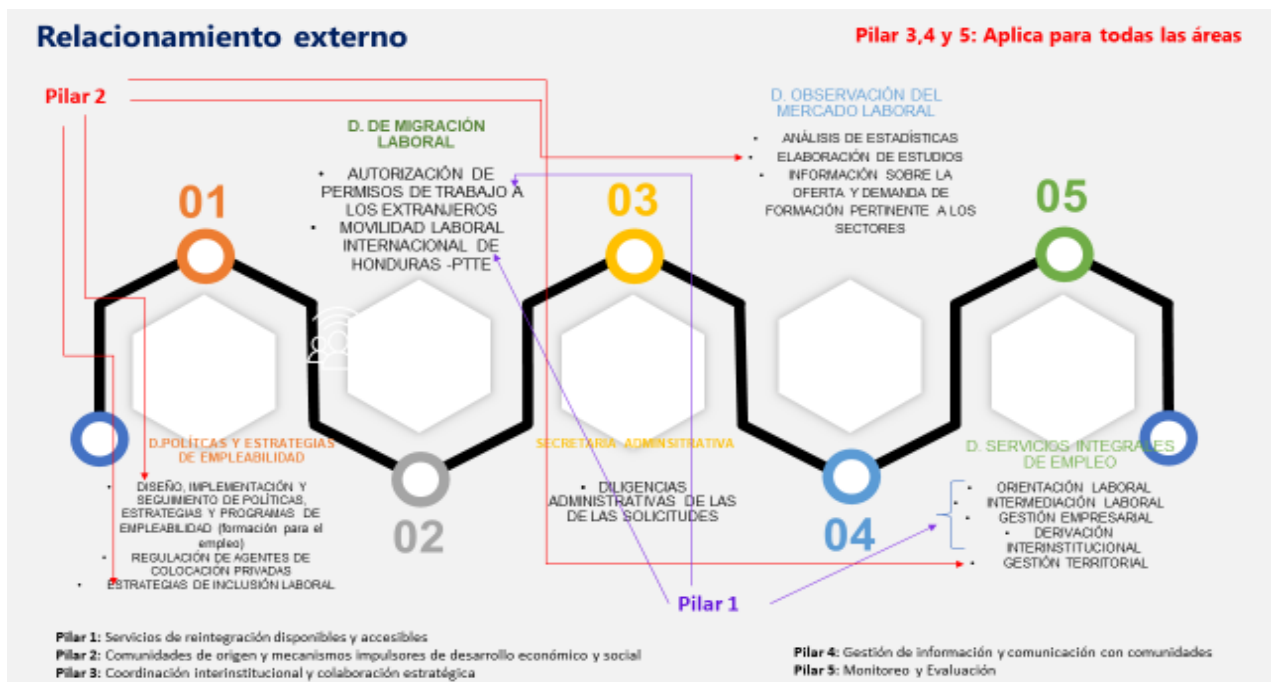 Relacionamiento externo
Pilar 3,4 y 5: Aplica para todas las áreas
Pilar 2
01
D. DE MIGRACIÓN
LABORAL
• AUTORIZACIÓN DE
PERMISOS DE TRABAJO A
LOS EXTRANJEROS
• MOVILIDAD LABORAL
INTERNACIONAL DE
HONDURAS -PTTE
03
D. OBSERVACIÓN DEL
MERCADO LABORAL
• ANÁLISIS DE ESTADÍSTICAS
• ELABORACIÓN DE ESTUDIOS
• INFORMACIÓN SOBRE LA
OFERTA Y DEMANDA DE
FORMACIÓN PERTINENTE A LOS
SECTORES
05
D.POLÍTCAS Y ESTRATEGIAS
DE EMPLEABILIDAD
• DISEÑO, IMPLEMENTACIÓN Y
SEGUIMIENTO DE POLÍTICAS,
ESTRATEGIAS Y PROGRAMAS DE
EMPLEABILIDAD (formación para el
empleo)
• REGULACIÓN DE AGENTES DE
COLOCACIÓN PRIVADAS
• ESTRATEGIAS DE INCLUSIÓN LABORAL
02
SECRETARIA ADMINSITRATIVA
• DILIGENCIAS
ADMINISTRATIVAS DE LAS
DE LAS SOLICITUDES
04
D. SERVICIOS INTEGRALES
DE EMPLEO
• ORIENTACIÓN LABORAL
• INTERMEDIACIÓN LABORAL
• GESTIÓN EMPRESARIAL
• DERIVACIÓN
INTERINSTITUCIONAL
• GESTIÓN TERRITORIAL
Pilar 1
Pilar 1: Servicios de reintegración disponibles y accesibles
Pilar 2: Comunidades de origen y mecanismos impulsores de desarrollo económico y social
Pilar 3: Coordinación interinstitucional y colaboración estratégica
Pilar 4: Gestión de información y comunicación con comunidades
Pilar 5: Monitoreo y Evaluación